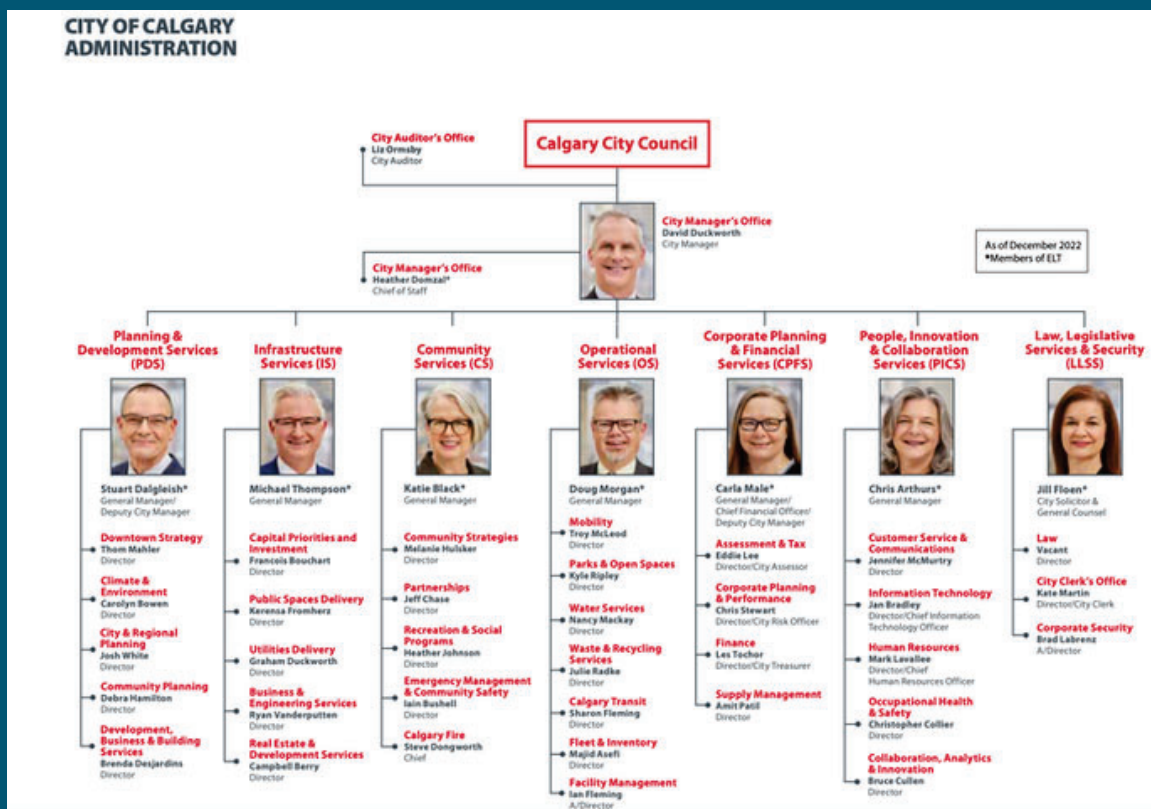 CITY OF CALGARY
ADMINISTRATION
City Auditor's Office
Liz Ormsby
City Auditor
Calgary City Council
City Manager's Office
David Duckworth
City Manager
City Manager's Office
Heather Domzal*
Chief of Staff
As of December 2022
*Members of ELT
Planning &
Development Services
(PDS)
Stuart Dalgleish*
General Manager/
Deputy City Manager
Downtown Strategy
Thom Mahler
Director
Climate &
Environment
Carolyn Bowen
Director
City & Regional
Planning
Josh White
Director
Community Planning
Debra Hamilton
Director
Development,
Business & Building
Services
Brenda Desjardins
Director
Infrastructure
Services (IS)
Michael Thompson*
General Manager
Capital Priorities and
Investment
Francois Bouchart
Director
Public Spaces Delivery
Kerensa Fromherz
Director
Utilities Delivery
Graham Duckworth
Director
Business &
Engineering Services
Ryan Vanderputten
Director
Real Estate &
Development Services
Campbell Berry
Director
Community
Services (CS)
Katie Black*
General Manager
Community Strategies
Melanie Hulsker
Director
Partnerships
Jeff Chase
Director
Recreation & Social
Programs
Heather Johnson
Director
Emergency Management
& Community Safety
Iain Bushell
Director
Calgary Fire
Steve Dongworth
Chief
Operational
Services (OS)
Doug Morgan*
General Manager
Mobility
Troy McLeod
Director
Parks & Open Spaces
Kyle Ripley
Director
Water Services
Nancy Mackay
Director
Waste & Recycling
Services
Julie Radke
Director
Calgary Transit
Sharon Fleming
Director
Fleet & Inventory
Majid Asefi
Director
Facility Management
Ian Fleming
A/Director
Corporate Planning
& Financial
Services (CPFS)
Carla Male*
General Manager/
Chief Financial Officer/
Deputy City Manager
Assessment & Tax
Eddie Lee
Director/City Assessor
Corporate Planning
& Performance
Chris Stewart
Director/City Risk Officer
Finance
Les Tochor
Director/City Treasurer
Supply Management
Amit Patil
Director
People, Innovation
& Collaboration
Services (PICS)
Chris Arthurs*
General Manager
Customer Service &
Communications
Jennifer McMurtry
Director
Information Technology
Jan Bradley
Director/Chief Information
Technology Officer
Human Resources
Mark Lavallee
Director/Chief
Human Resources Officer
Occupational Health
& Safety
Christopher Collier
Director
Collaboration, Analytics
& Innovation
Bruce Cullen
Director
Law, Legislative
Services & Security
(LLSS)
Jill Floen*
City Solicitor &
General Counsel
Law
Vacant
Director
City Clerk's Office
Kate Martin
Director/City Clerk
Corporate Security
Brad Labrenz
A/Director